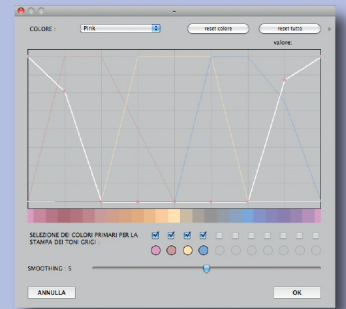 COLORE :
Pink
reset colore
reset tutto
valore:
SELEZIONE DEI COLORI PRIMARI PER LA
STAMPA DEI TONI GRIGI :
SMOOTHING : 5
ANNULLA
OK